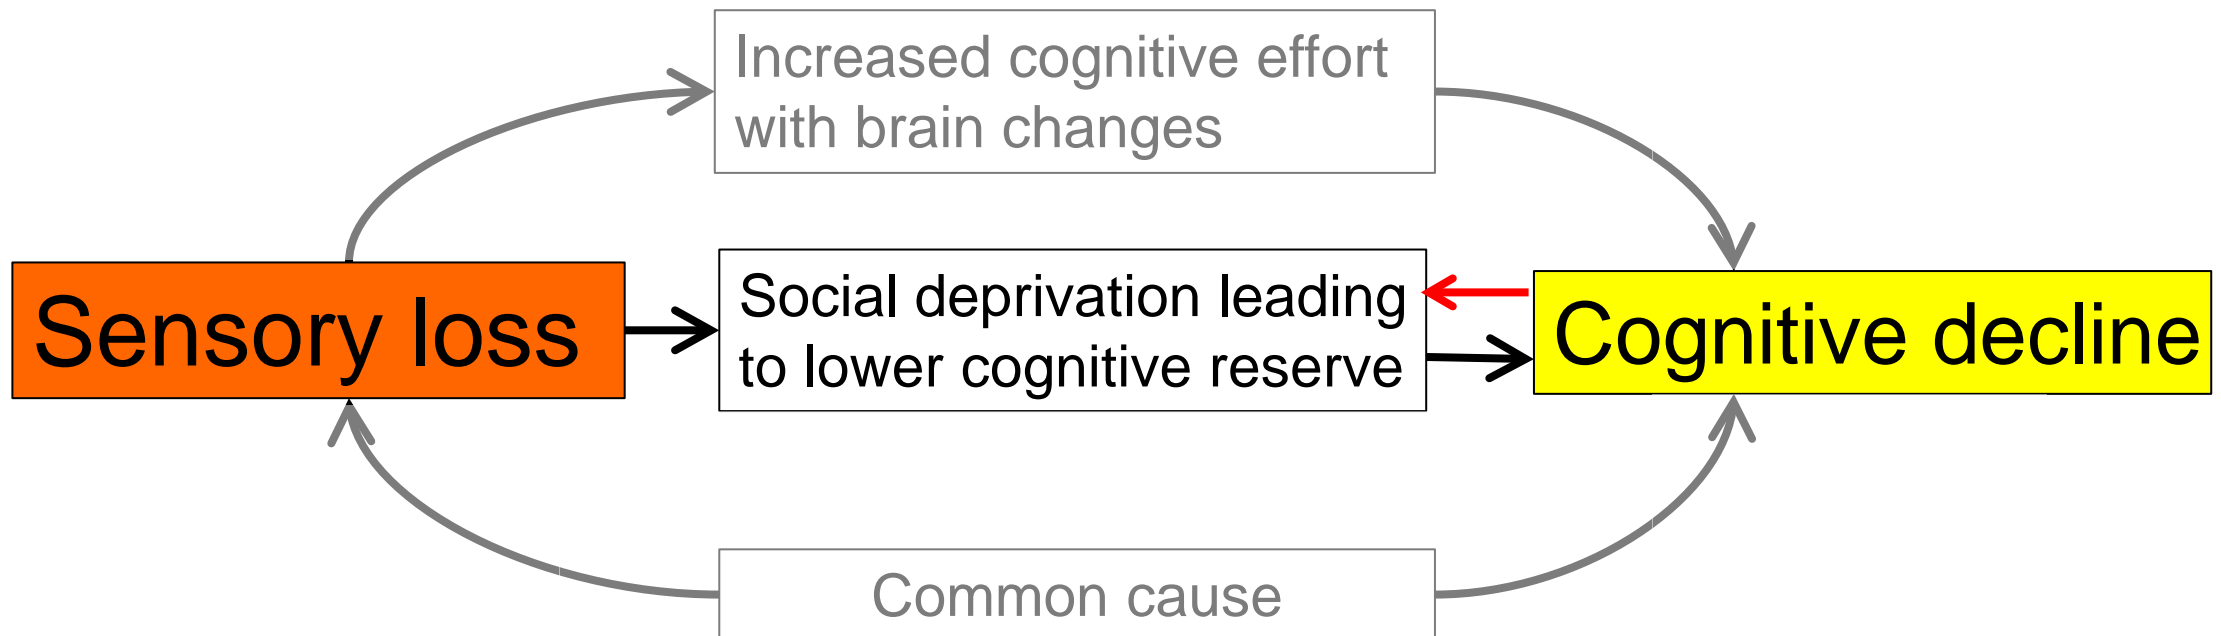 Increased cognitive effort
with brain changes
Sensory loss
Social deprivation leading
to lower cognitive reserve
Cognitive decline
Common cause